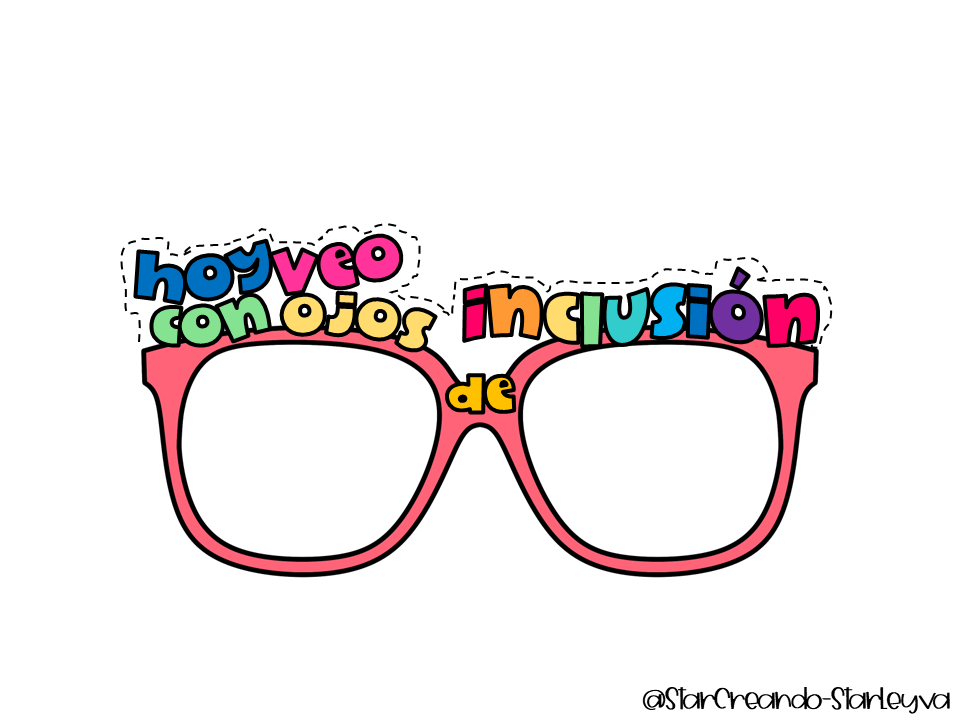 hoy veo
con ojos
de
inclusión
@StarCreando-StarLeyva